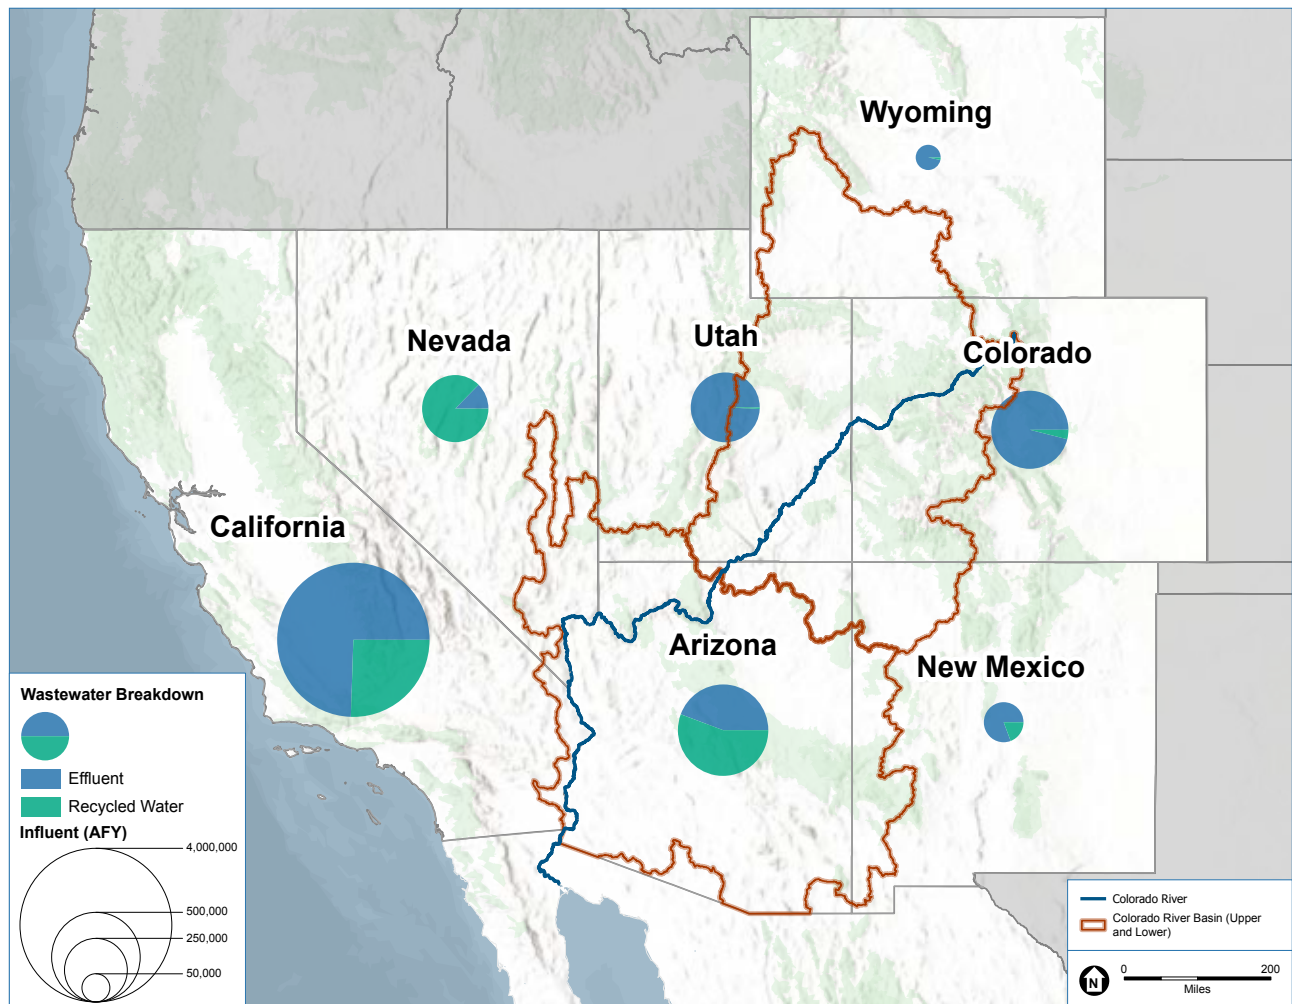 Wyoming
Nevada
Utah
Colorado
California
Arizona
New Mexico
Wastewater Breakdown
Effluent
Recycled Water
Influent (AFY)
4,000,000
500,000
250,000
50,000
Colorado River
Colorado River Basin (Upper
and Lower)
N
0
200
Miles